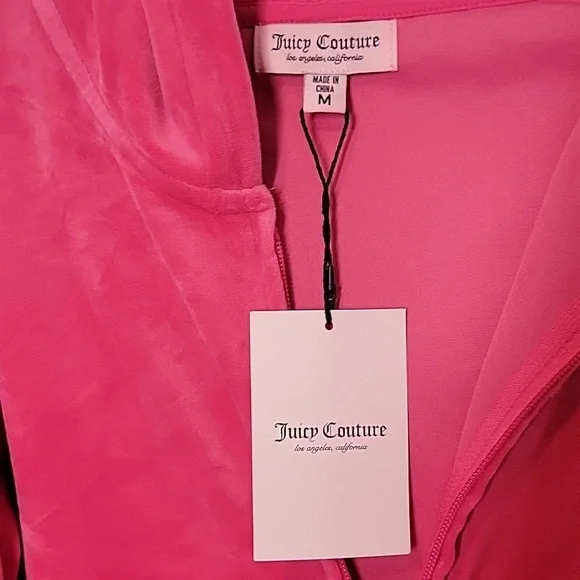 Juicy Couture
los angeles, california
MADE IN
CHINA
M
Juicy Couture
los angeles, california